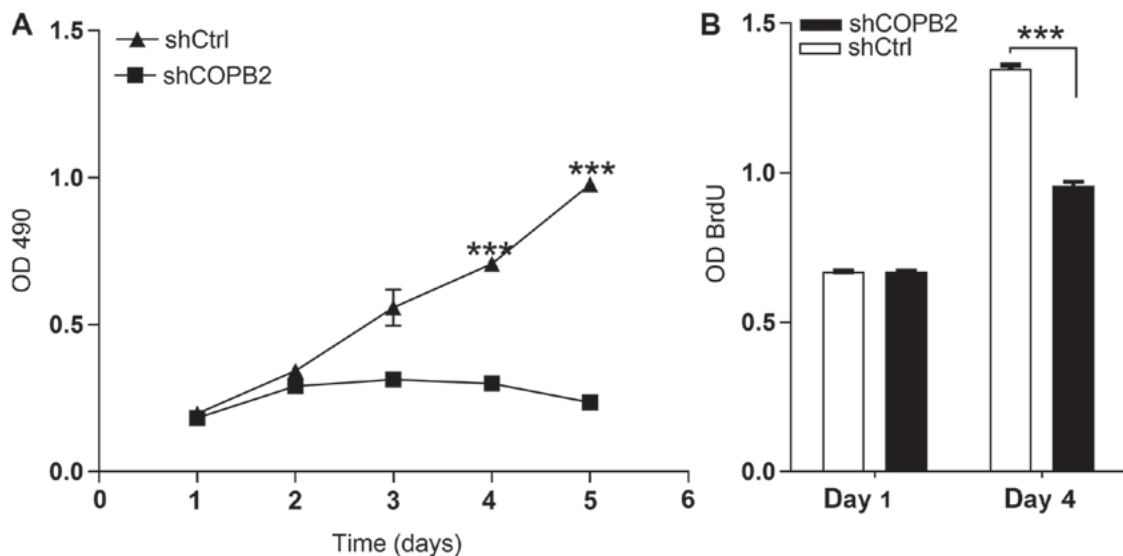 A
1.5
shCtrl
shCOPB2
1.0
***
***
OD 490
0.5
0.0
0 1 2 3 4 5 6
Time (days)
B
1.5
shCOPB2
shCtrl
***
1.0
OD BrdU
0.5
0.0
Day 1 Day 4